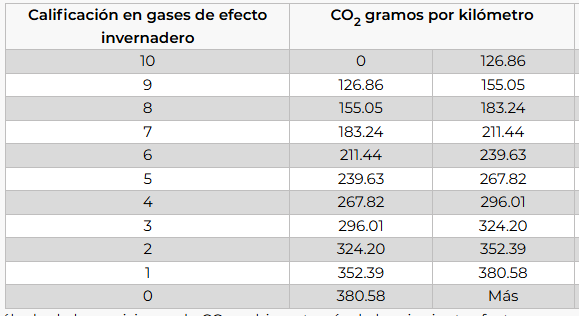 Calificación en gases de efecto invernadero CO2 gramos por kilómetro
10 0 126.86
9 126.86 155.05
8 155.05 183.24
7 183.24 211.44
6 211.44 239.63
5 239.63 267.82
4 267.82 296.01
3 296.01 324.20
2 324.20 352.39
1 352.39 380.58
0 380.58 Más